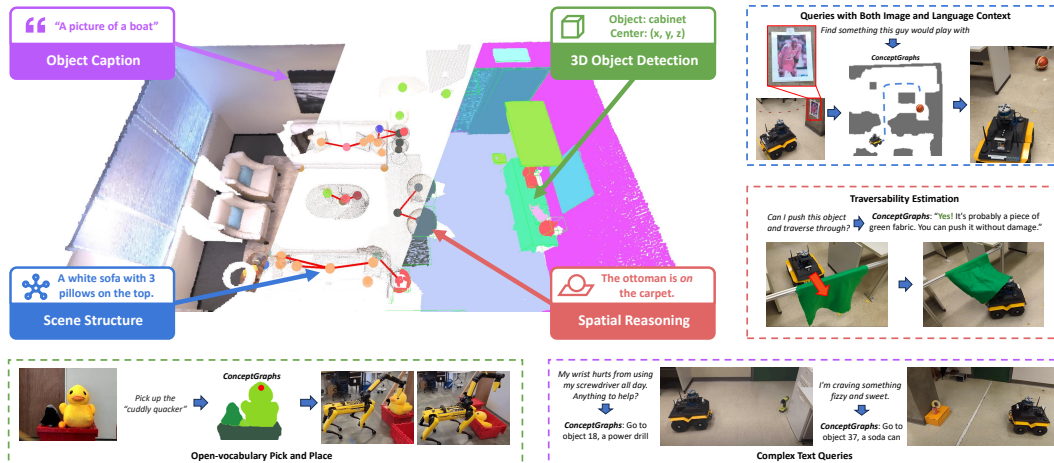 “A picture of a boat”
Object Caption
Object: cabinet
Center: (x, y, z)
3D Object Detection
A white sofa with 3
pillows on the top.
Scene Structure
The ottoman is on
the carpet.
Spatial Reasoning
Queries with Both Image and Language Context
Find something this guy would play with
ConceptGraphs
Traversability Estimation
Can I push this object
and traverse through?
ConceptGraphs: “Yes! It’s probably a piece of
green fabric. You can push it without damage.”
ConceptGraphs
Pick up the
“cuddly quacker”
Open-vocabulary Pick and Place
My wrist hurts from using
my screwdriver all day.
Anything to help?
ConceptGraphs: Go to
object 18, a power drill
I'm craving something
fizzy and sweet.
ConceptGraphs: Go to
object 37, a soda can
Complex Text Queries